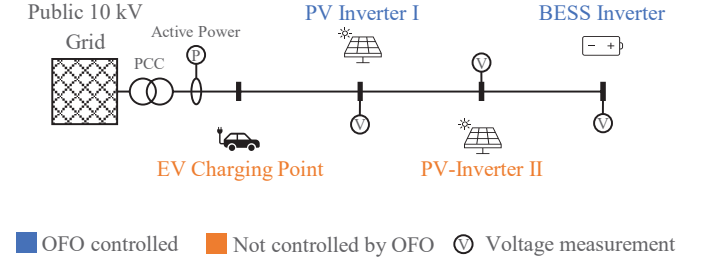 Public 10 kV
Grid
PCC
Active Power
P
PV Inverter I
BESS Inverter
V
V
V
EV Charging Point
PV-Inverter II
OFO controlled
Not controlled by OFO
V Voltage measurement